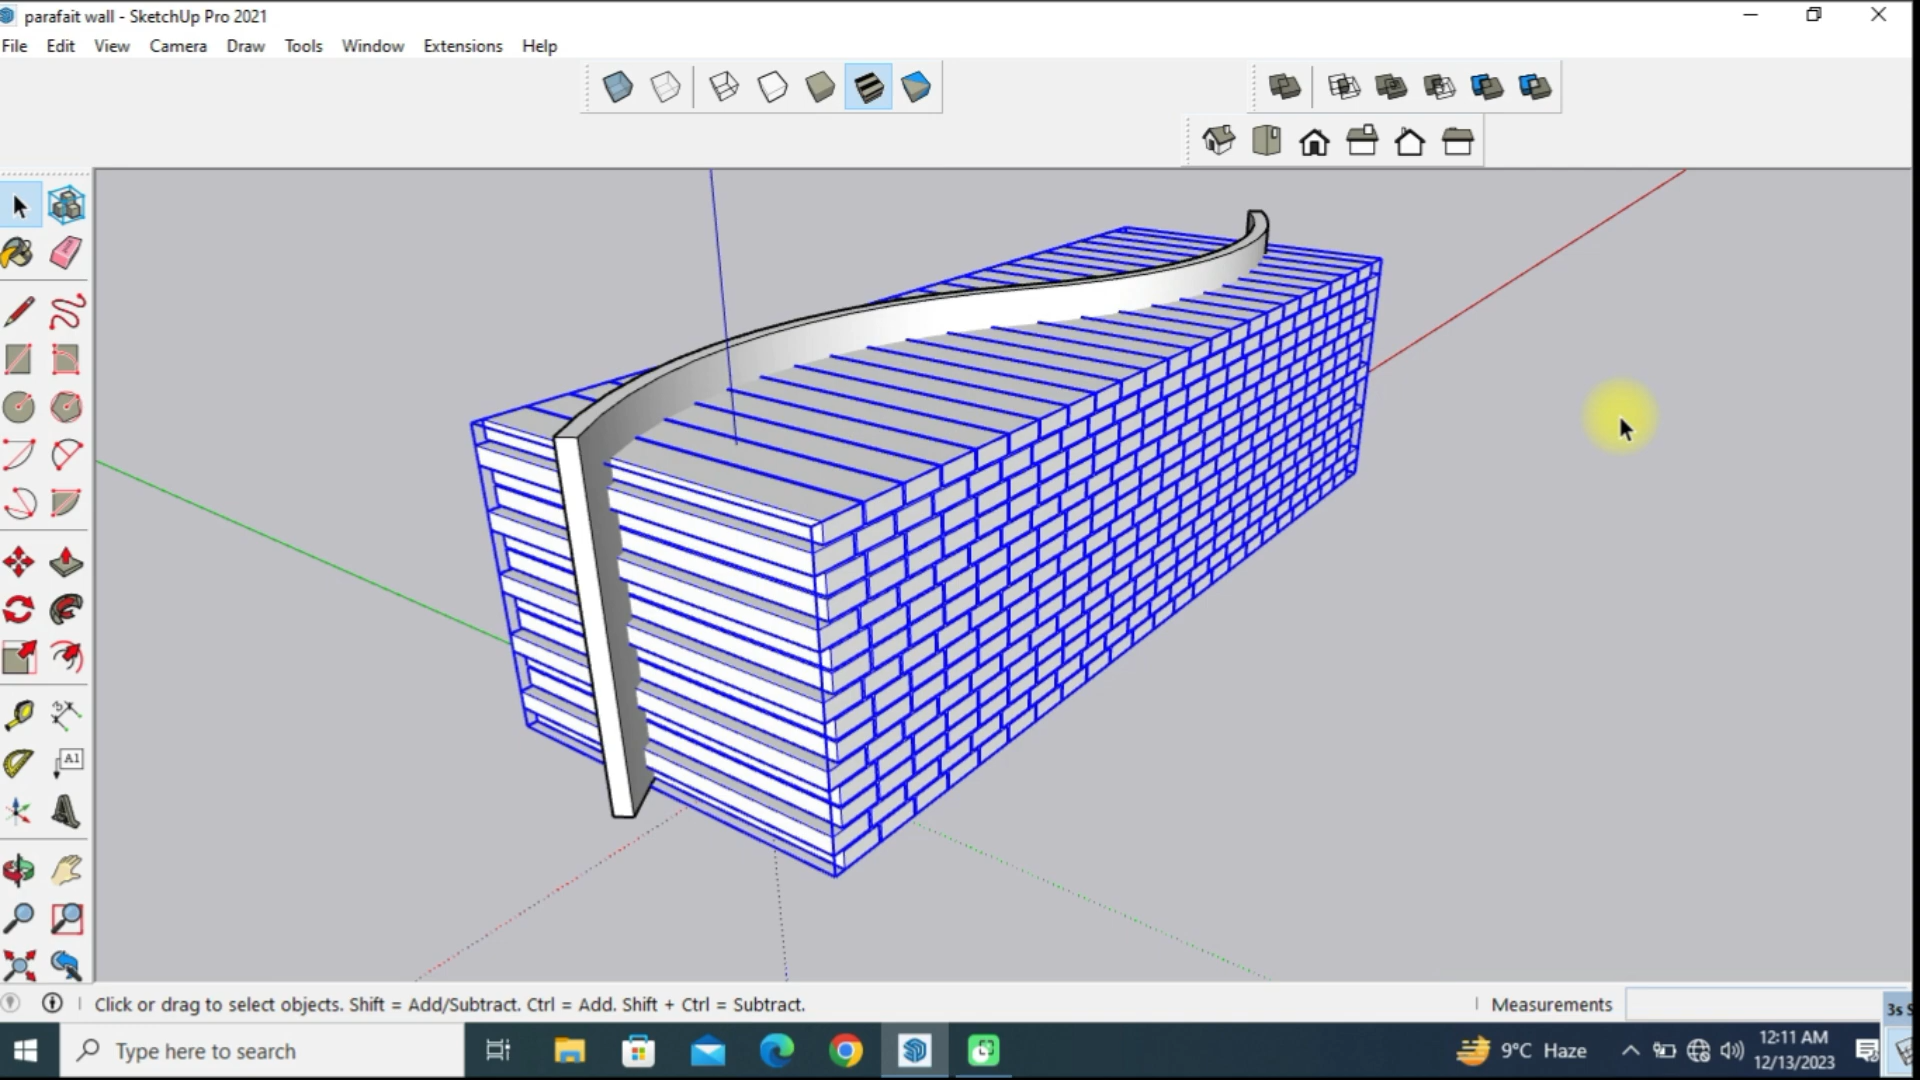 parafait wall - SketchUp Pro 2021
File Edit View Camera Draw Tools Window Extensions Help
A1
Click or drag to select objects. Shift = Add/Subtract. Ctrl = Add. Shift + Ctrl = Subtract.
Measurements
3s S
Type here to search
9°C Haze
12:11 AM
12/13/2023